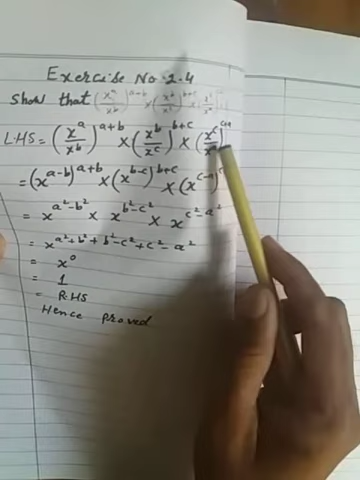 Exercise No 2.4
Show that (x^a/x^b)^a+b × (x^b/x^c)^b+c × (x^c/x^a)
LHS = (x^a/x^b)^a+b × (x^b/x^c)^b+c × (x^c/x
= (x^a-b)^a+b × (x^b-c)^b+c × (x^c-a)
= x^a²-b² × x^b²-c² × x^c²-a²
= x^a²+b²+b²-c²+c²-a²
= x^0
= 1
= RHS
Hence proved